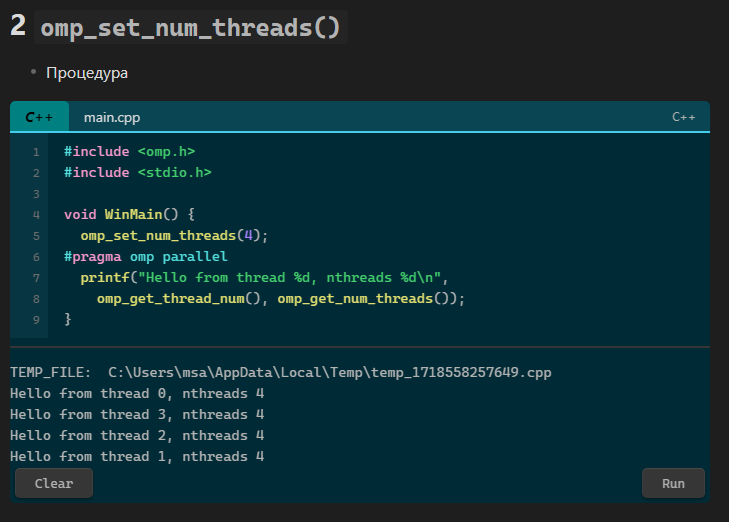 2 omp_set_num_threads()
• Процедура
C++ main.cpp C++
1 #include <omp.h>
2 #include <stdio.h>
3
4 void WinMain() {
5   omp_set_num_threads(4);
6 #pragma omp parallel
7   printf("Hello from thread %d, nthreads %d\n",
8     omp_get_thread_num(), omp_get_num_threads());
9 }
TEMP_FILE:  C:\Users\msa\AppData\Local\Temp\temp_1718558257649.cpp
Hello from thread 0, nthreads 4
Hello from thread 3, nthreads 4
Hello from thread 2, nthreads 4
Hello from thread 1, nthreads 4
Clear Run